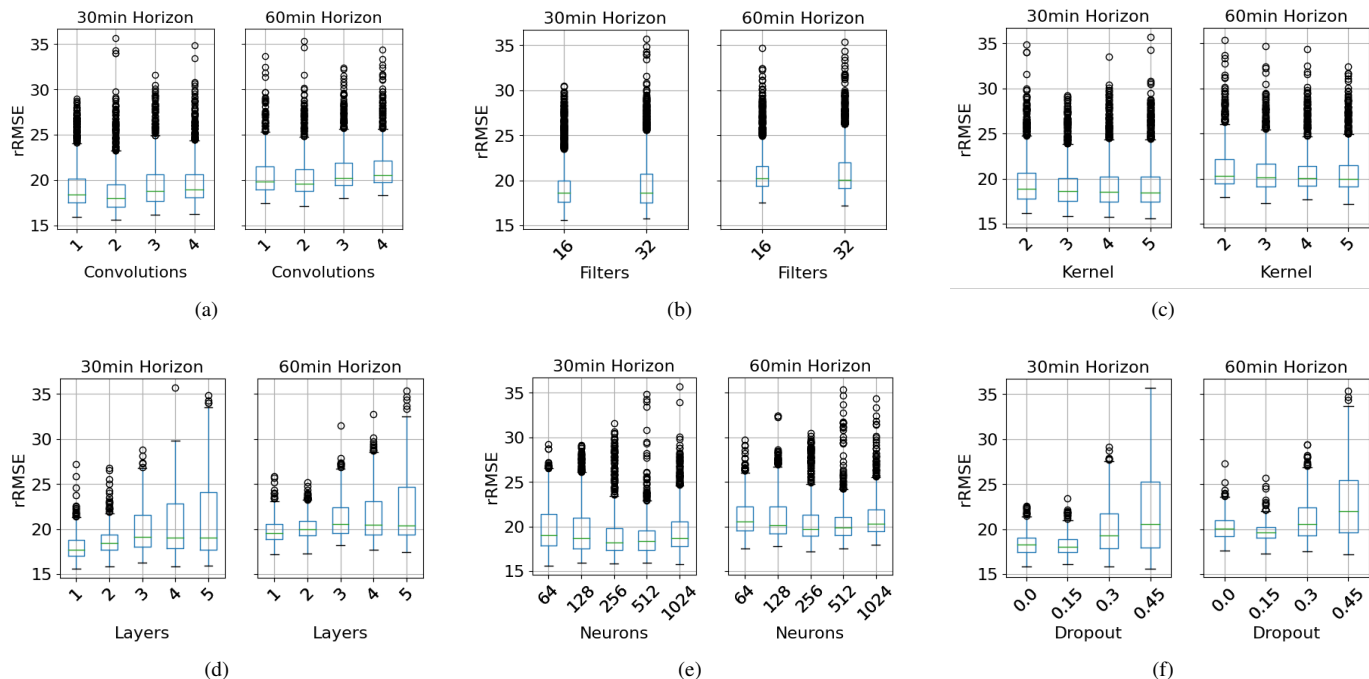 30min Horizon 60min Horizon
rRMSE
35
30
25
20
15
1 2 3 4 1 2 3 4
Convolutions Convolutions
(a)
30min Horizon 60min Horizon
rRMSE
35
30
25
20
15
16 32 16 32
Filters Filters
(b)
30min Horizon 60min Horizon
rRMSE
35
30
25
20
15
2 3 4 5 2 3 4 5
Kernel Kernel
(c)
30min Horizon 60min Horizon
rRMSE
35
30
25
20
15
1 2 3 4 5 1 2 3 4 5
Layers Layers
(d)
30min Horizon 60min Horizon
rRMSE
35
30
25
20
15
64 128 256 512 1024 64 128 256 512 1024
Neurons Neurons
(e)
30min Horizon 60min Horizon
rRMSE
35
30
25
20
15
0.0 0.15 0.3 0.45 0.0 0.15 0.3 0.45
Dropout Dropout
(f)